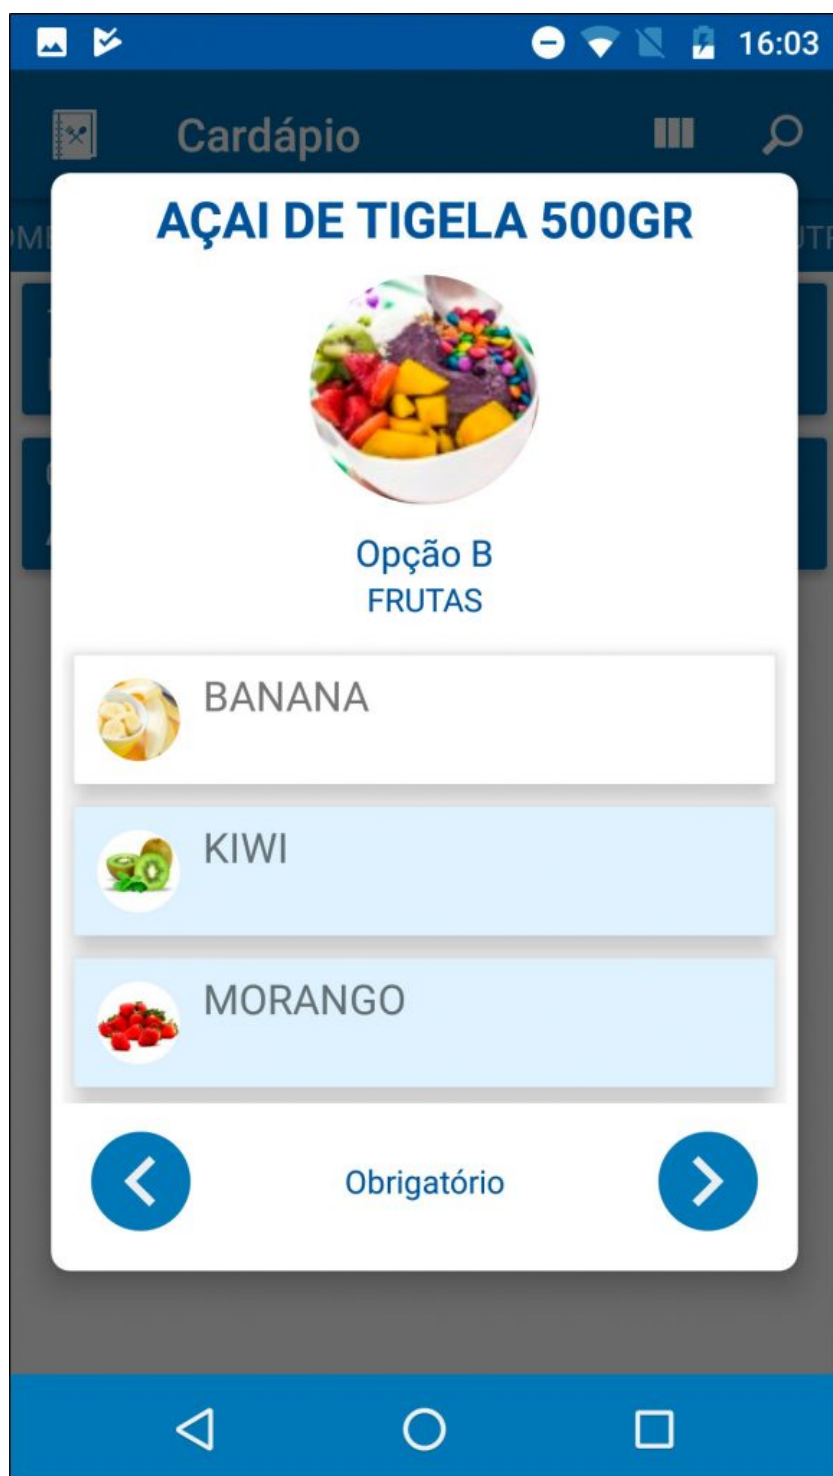 16:03
Cardápio
AÇAI DE TIGELA 500GR
Opção B
FRUTAS
BANANA
KIWI
MORANGO
Obrigatório